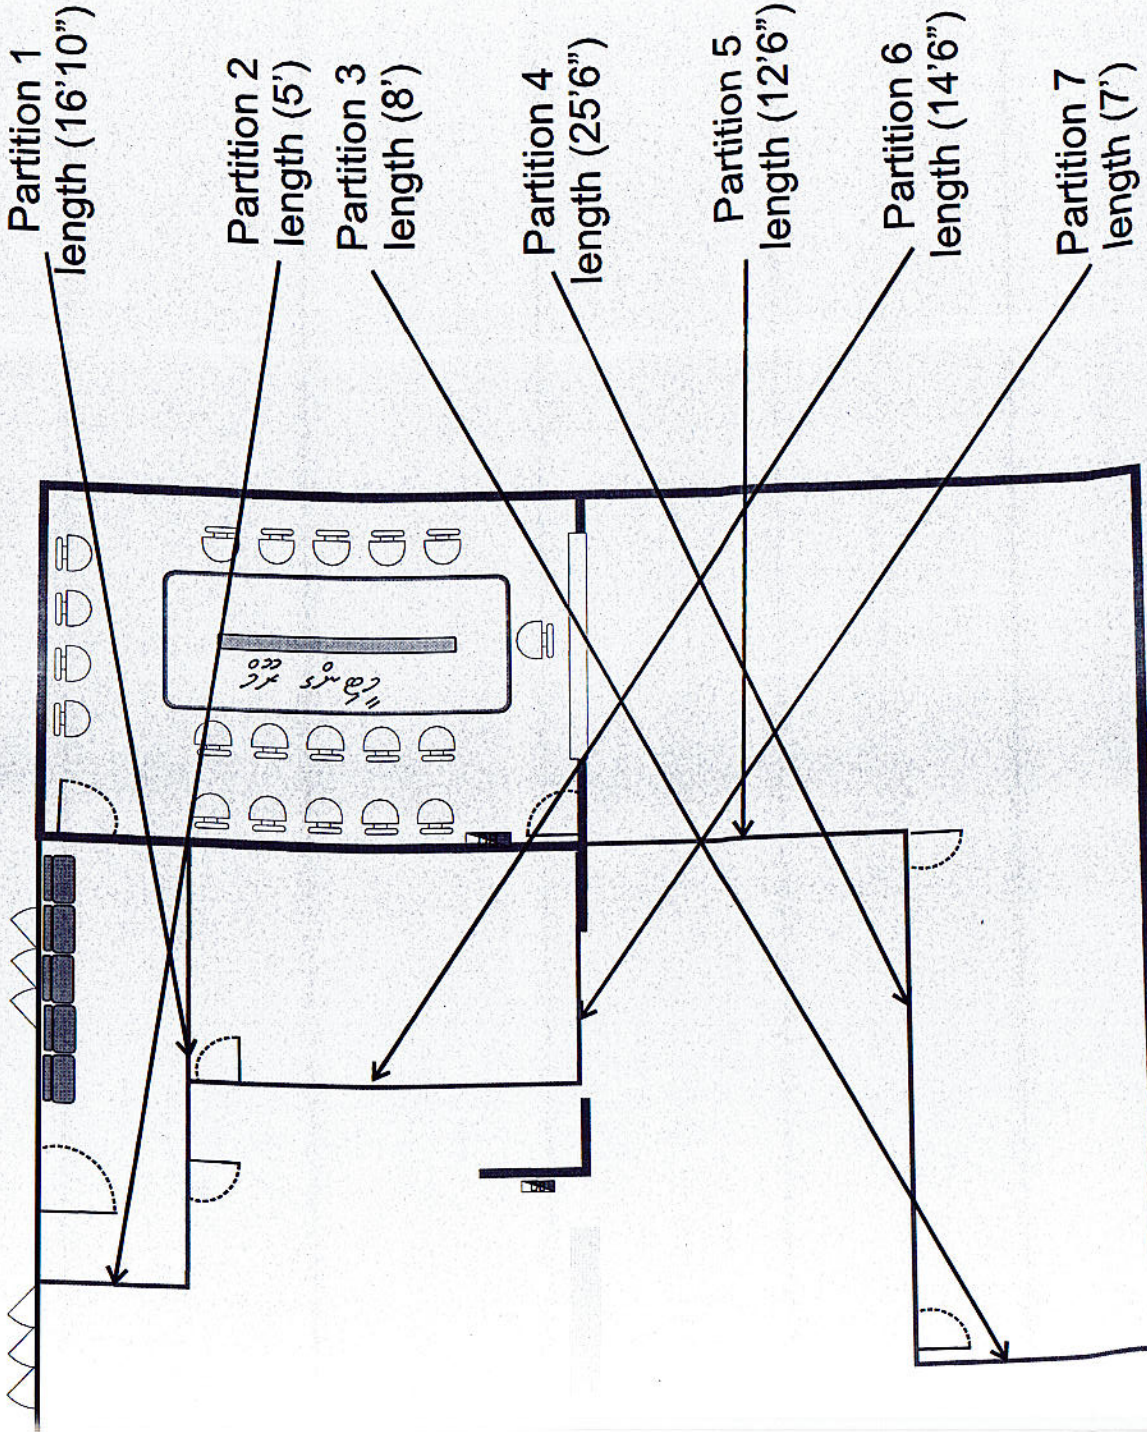 Partition 1
length (16'10")
Partition 2
length (5')
Partition 3
length (8')
Partition 4
length (25'6")
Partition 5
length (12'6")
Partition 6
length (14'6")
Partition 7
length (7')
މީޓިންގ ރޫމް